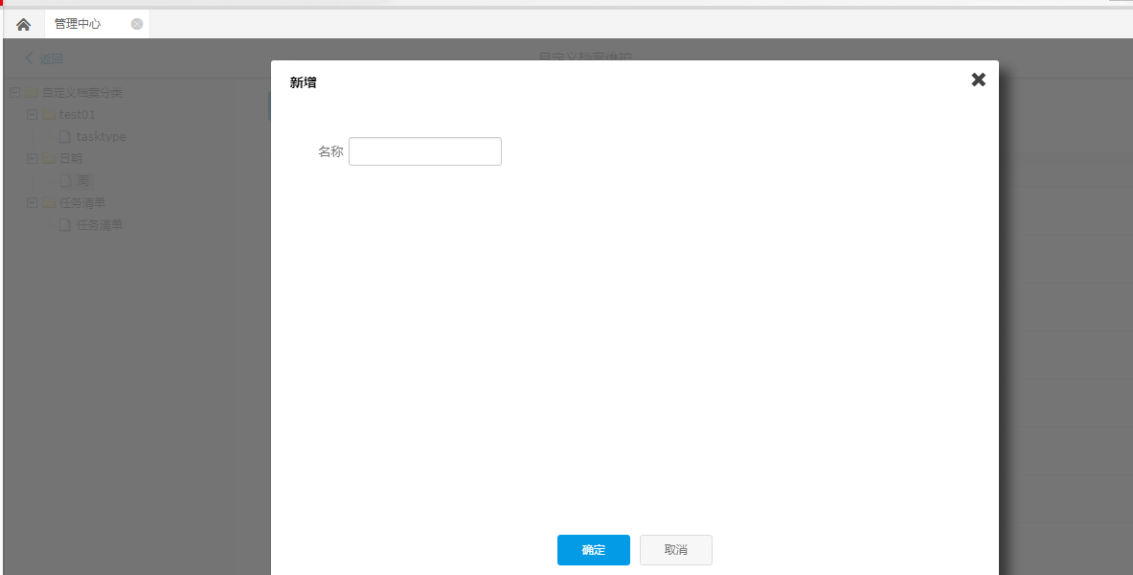 管理中心
返回
自定义档案维护
新增
自定义档案分类
test01
tasktype
日期
周
任务清单
任务清单
名称
确定
取消